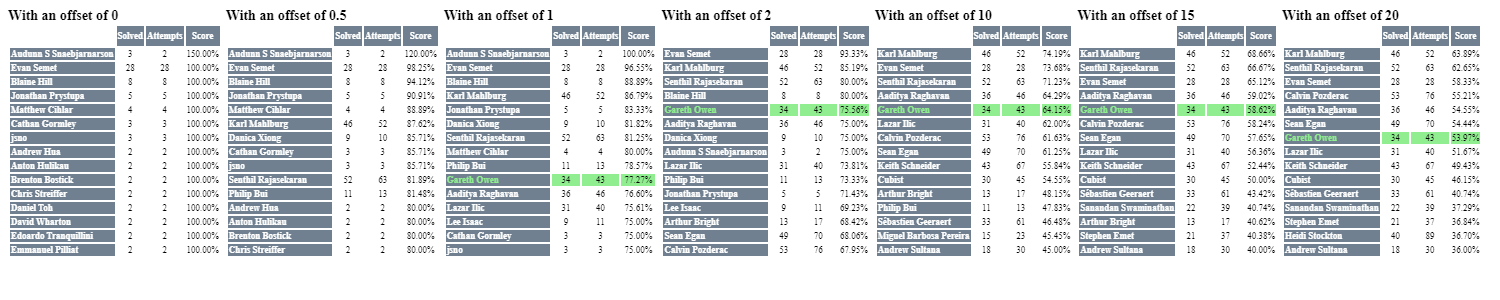 With an offset of 0
Solved Attempts Score
Audunn S Snaebjarnarson 3 2 150.00%
Evan Semet 28 28 100.00%
Blaine Hill 8 8 100.00%
Jonathan Prystupa 5 5 100.00%
Matthew Cihlar 4 4 100.00%
Cathan Gormley 3 3 100.00%
jsno 3 3 100.00%
Andrew Hua 2 2 100.00%
Anton Hulikau 2 2 100.00%
Brenton Bostick 2 2 100.00%
Chris Streiffer 2 2 100.00%
Daniel Toh 2 2 100.00%
David Wharton 2 2 100.00%
Edoardo Tranquillini 2 2 100.00%
Emmanuel Pilliat 2 2 100.00%
With an offset of 0.5
Solved Attempts Score
Audunn S Snaebjarnarson 3 2 120.00%
Evan Semet 28 28 98.25%
Blaine Hill 8 8 94.12%
Jonathan Prystupa 5 5 90.91%
Matthew Cihlar 4 4 88.89%
Karl Mahlburg 46 52 87.62%
Danica Xiong 9 10 85.71%
Cathan Gormley 3 3 85.71%
jsno 3 3 85.71%
Senthil Rajasekaran 52 63 81.89%
Philip Bui 11 13 81.48%
Andrew Hua 2 2 80.00%
Anton Hulikau 2 2 80.00%
Brenton Bostick 2 2 80.00%
Chris Streiffer 2 2 80.00%
With an offset of 1
Solved Attempts Score
Audunn S Snaebjarnarson 3 2 100.00%
Evan Semet 28 28 96.55%
Blaine Hill 8 8 88.89%
Karl Mahlburg 46 52 86.79%
Jonathan Prystupa 5 5 83.33%
Danica Xiong 9 10 81.82%
Senthil Rajasekaran 52 63 81.25%
Matthew Cihlar 4 4 80.00%
Philip Bui 11 13 78.57%
Gareth Owen 34 43 77.27%
Aaditya Raghavan 36 46 76.60%
Lazar Ilic 31 40 75.61%
Lee Isaac 9 11 75.00%
Cathan Gormley 3 3 75.00%
jsno 3 3 75.00%
With an offset of 2
Solved Attempts Score
Evan Semet 28 28 93.33%
Karl Mahlburg 46 52 85.19%
Senthil Rajasekaran 52 63 80.00%
Blaine Hill 8 8 80.00%
Gareth Owen 34 43 75.56%
Aaditya Raghavan 36 46 75.00%
Danica Xiong 9 10 75.00%
Audunn S Snaebjarnarson 3 2 75.00%
Lazar Ilic 31 40 73.81%
Philip Bui 11 13 73.33%
Jonathan Prystupa 5 5 71.43%
Lee Isaac 9 11 69.23%
Arthur Bright 13 17 68.42%
Sean Egan 49 70 68.06%
Calvin Pozderac 53 76 67.95%
With an offset of 10
Solved Attempts Score
Karl Mahlburg 46 52 74.19%
Evan Semet 28 28 73.68%
Senthil Rajasekaran 52 63 71.23%
Aaditya Raghavan 36 46 64.29%
Gareth Owen 34 43 64.15%
Lazar Ilic 31 40 62.00%
Calvin Pozderac 53 76 61.63%
Sean Egan 49 70 61.25%
Keith Schneider 43 67 55.84%
Cubist 30 45 54.55%
Arthur Bright 13 17 48.15%
Philip Bui 11 13 47.83%
Sébastien Geeraert 33 61 46.48%
Miguel Barbosa Pereira 15 23 45.45%
Andrew Sultana 18 30 45.00%
With an offset of 15
Solved Attempts Score
Karl Mahlburg 46 52 68.66%
Senthil Rajasekaran 52 63 66.67%
Evan Semet 28 28 65.12%
Aaditya Raghavan 36 46 59.02%
Gareth Owen 34 43 58.62%
Calvin Pozderac 53 76 58.24%
Sean Egan 49 70 57.65%
Lazar Ilic 31 40 56.36%
Keith Schneider 43 67 52.44%
Cubist 30 45 50.00%
Sébastien Geeraert 33 61 43.42%
Sanandan Swaminathan 22 39 40.74%
Arthur Bright 13 17 40.62%
Stephen Emet 21 37 40.38%
Andrew Sultana 18 30 40.00%
With an offset of 20
Solved Attempts Score
Karl Mahlburg 46 52 63.89%
Senthil Rajasekaran 52 63 62.65%
Evan Semet 28 28 58.33%
Calvin Pozderac 53 76 55.21%
Aaditya Raghavan 36 46 54.55%
Sean Egan 49 70 54.44%
Gareth Owen 34 43 53.97%
Lazar Ilic 31 40 51.67%
Keith Schneider 43 67 49.43%
Cubist 30 45 46.15%
Sébastien Geeraert 33 61 40.74%
Sanandan Swaminathan 22 39 37.29%
Stephen Emet 21 37 36.84%
Heidi Stockton 40 89 36.70%
Andrew Sultana 18 30 36.00%